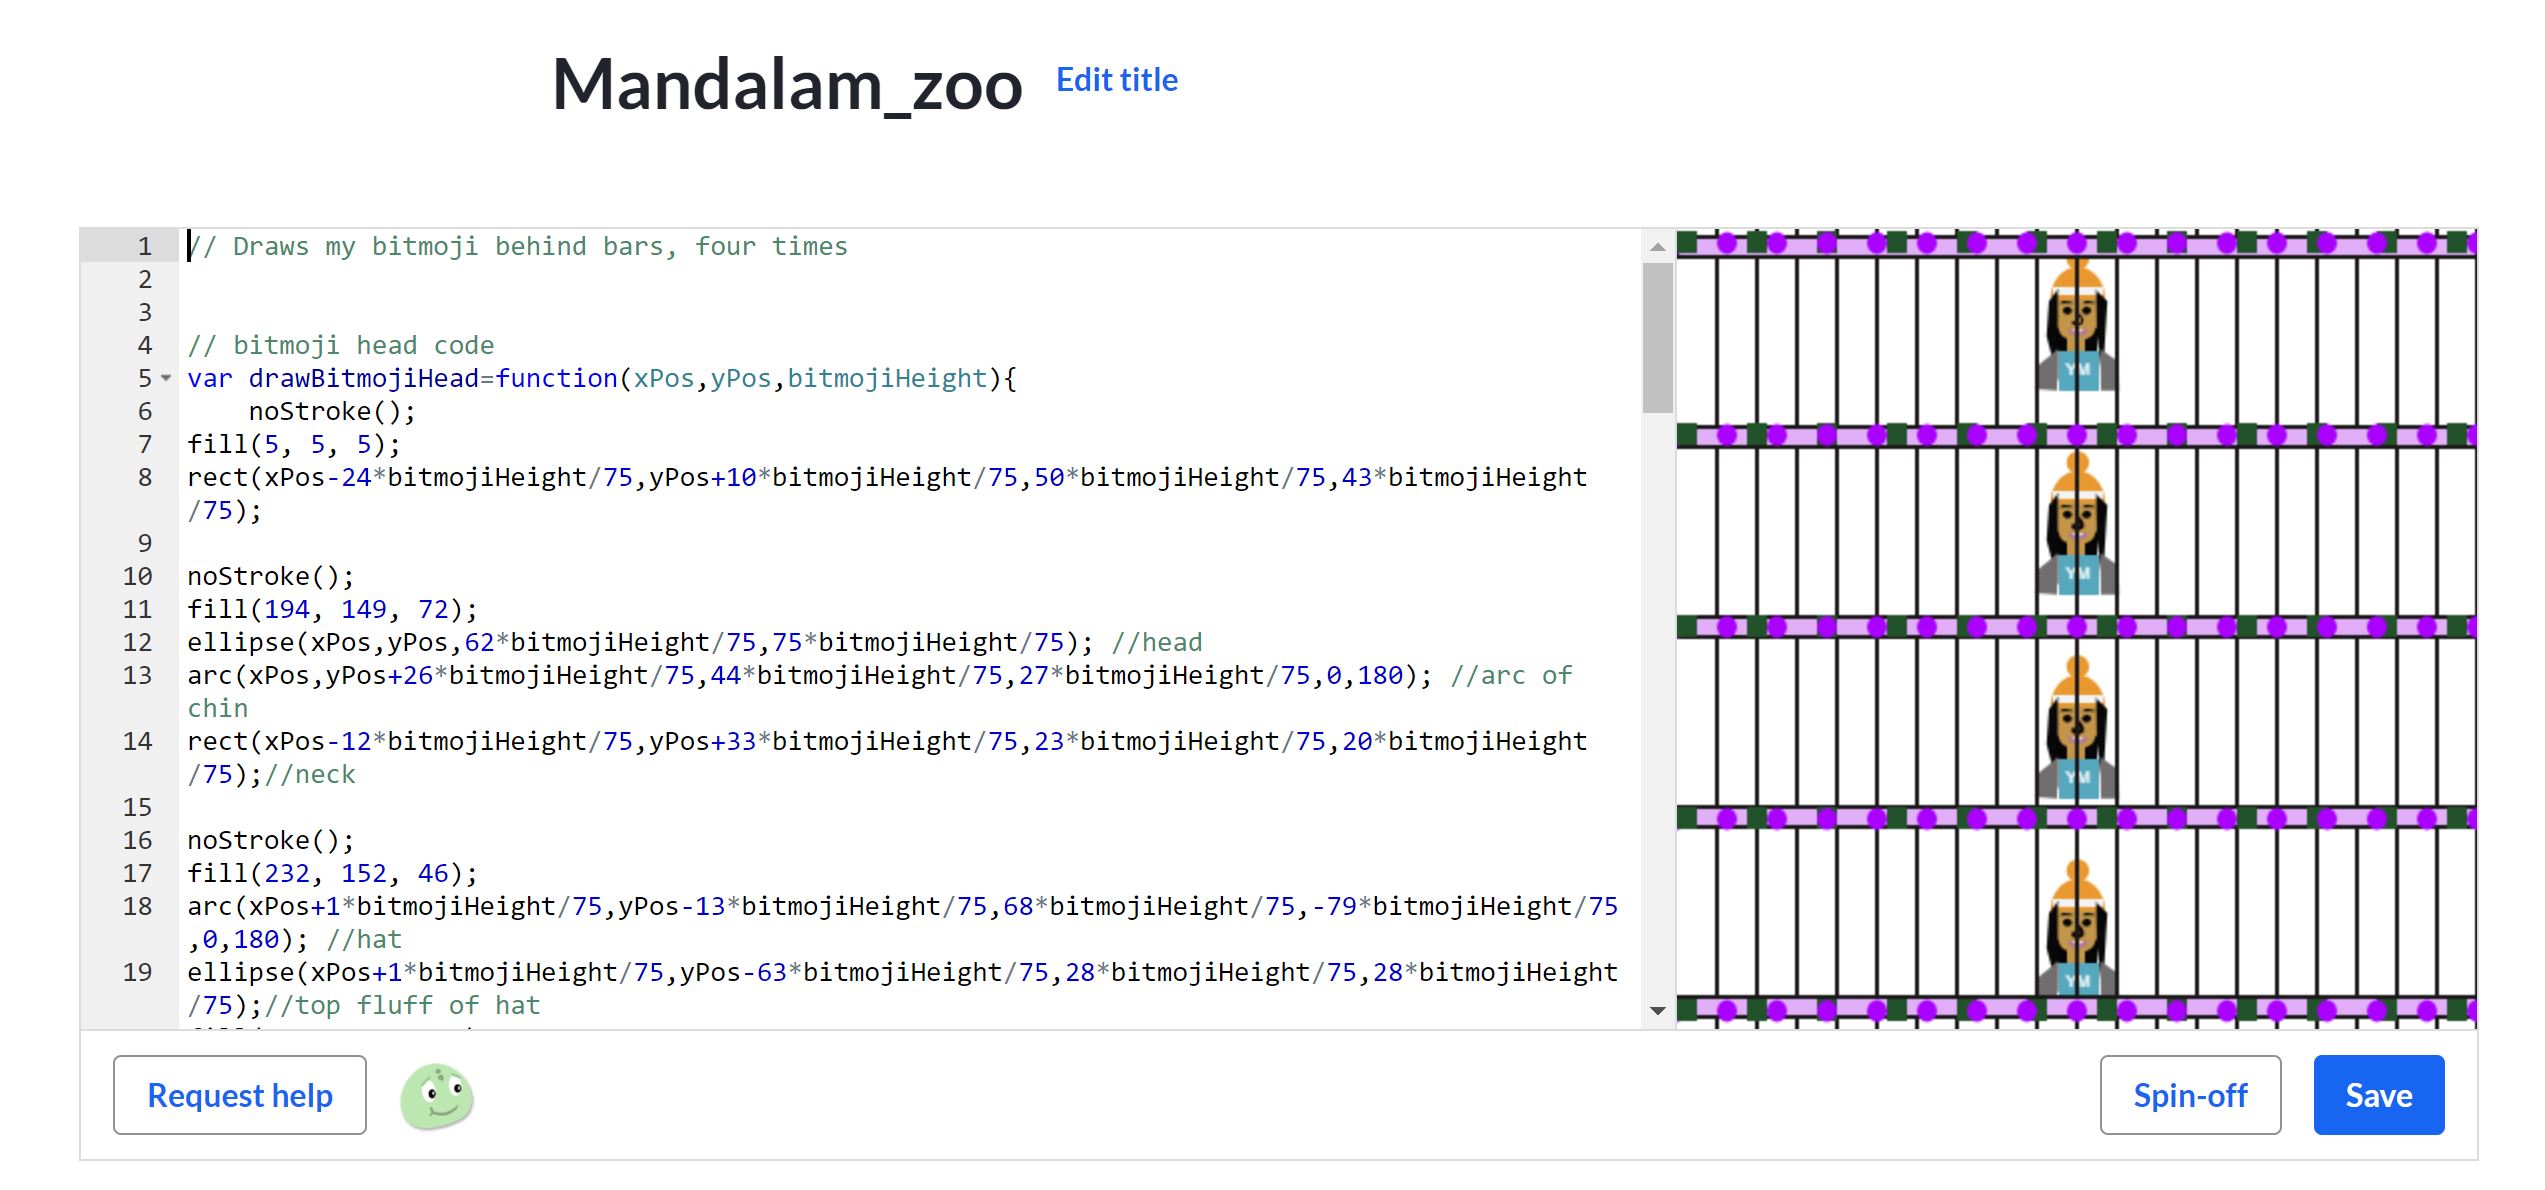 Mandalam_zoo Edit title
1 // Draws my bitmoji behind bars, four times
2
3
4 // bitmoji head code
5 var drawBitmojiHead=function(xPos,yPos,bitmojiHeight){
6     noStroke();
7 fill(5, 5, 5);
8 rect(xPos-24*bitmojiHeight/75,yPos+10*bitmojiHeight/75,50*bitmojiHeight/75,43*bitmojiHeight
/75);
9
10 noStroke();
11 fill(194, 149, 72);
12 ellipse(xPos,yPos,62*bitmojiHeight/75,75*bitmojiHeight/75); //head
13 arc(xPos,yPos+26*bitmojiHeight/75,44*bitmojiHeight/75,27*bitmojiHeight/75,0,180); //arc of
chin
14 rect(xPos-12*bitmojiHeight/75,yPos+33*bitmojiHeight/75,23*bitmojiHeight/75,20*bitmojiHeight
/75);//neck
15
16 noStroke();
17 fill(232, 152, 46);
18 arc(xPos+1*bitmojiHeight/75,yPos-13*bitmojiHeight/75,68*bitmojiHeight/75,-79*bitmojiHeight/75
,0,180); //hat
19 ellipse(xPos+1*bitmojiHeight/75,yPos-63*bitmojiHeight/75,28*bitmojiHeight/75,28*bitmojiHeight
/75);//top fluff of hat
YM
YM
YM
YM
Request help
Spin-off
Save